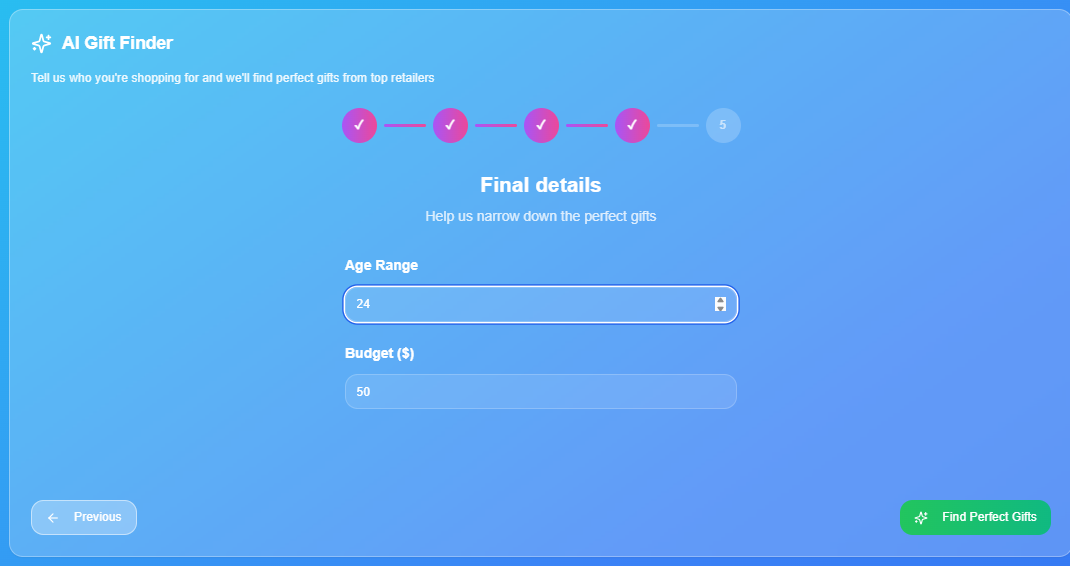 AI Gift Finder
Tell us who you're shopping for and we'll find perfect gifts from top retailers
✓ ✓ ✓ ✓ 5
Final details
Help us narrow down the perfect gifts
Age Range
24
Budget ($)
50
← Previous
Find Perfect Gifts